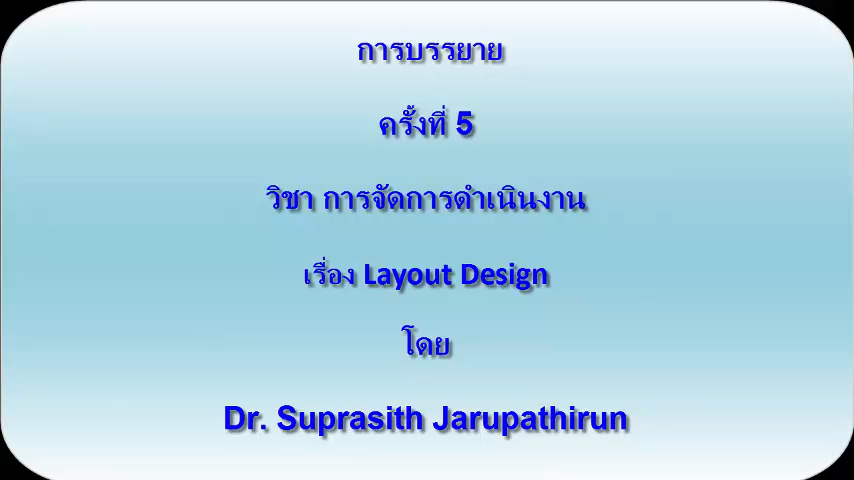 การบรรยาย
ครั้งที่ 5
วิชา การจัดการดำเนินงาน
เรื่อง Layout Design
โดย
Dr. Suprasith Jarupathirun